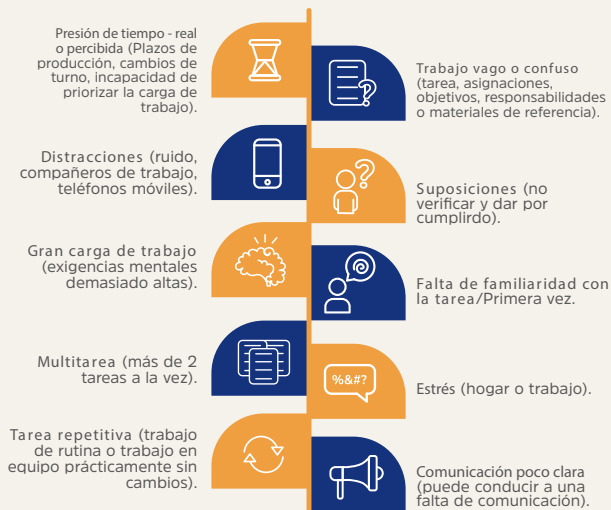 Presión de tiempo - real
o percibida (Plazos de
producción, cambios de
turno, incapacidad de
priorizar la carga de
trabajo).
Trabajo vago o confuso
(tarea, asignaciones,
objetivos, responsabilidades
o materiales de referencia).
Distracciones (ruido,
compañeros de trabajo,
teléfonos móviles).
Suposiciones (no
verificar y dar por
cumplirdo).
Gran carga de trabajo
(exigencias mentales
demasiado altas).
Falta de familiaridad con
la tarea/Primera vez.
Multitarea (más de 2
tareas a la vez).
%&#?
Estrés (hogar o trabajo).
Tarea repetitiva (trabajo
de rutina o trabajo en
equipo prácticamente sin
cambios).
Comunicación poco clara
(puede conducir a una
falta de comunicación).